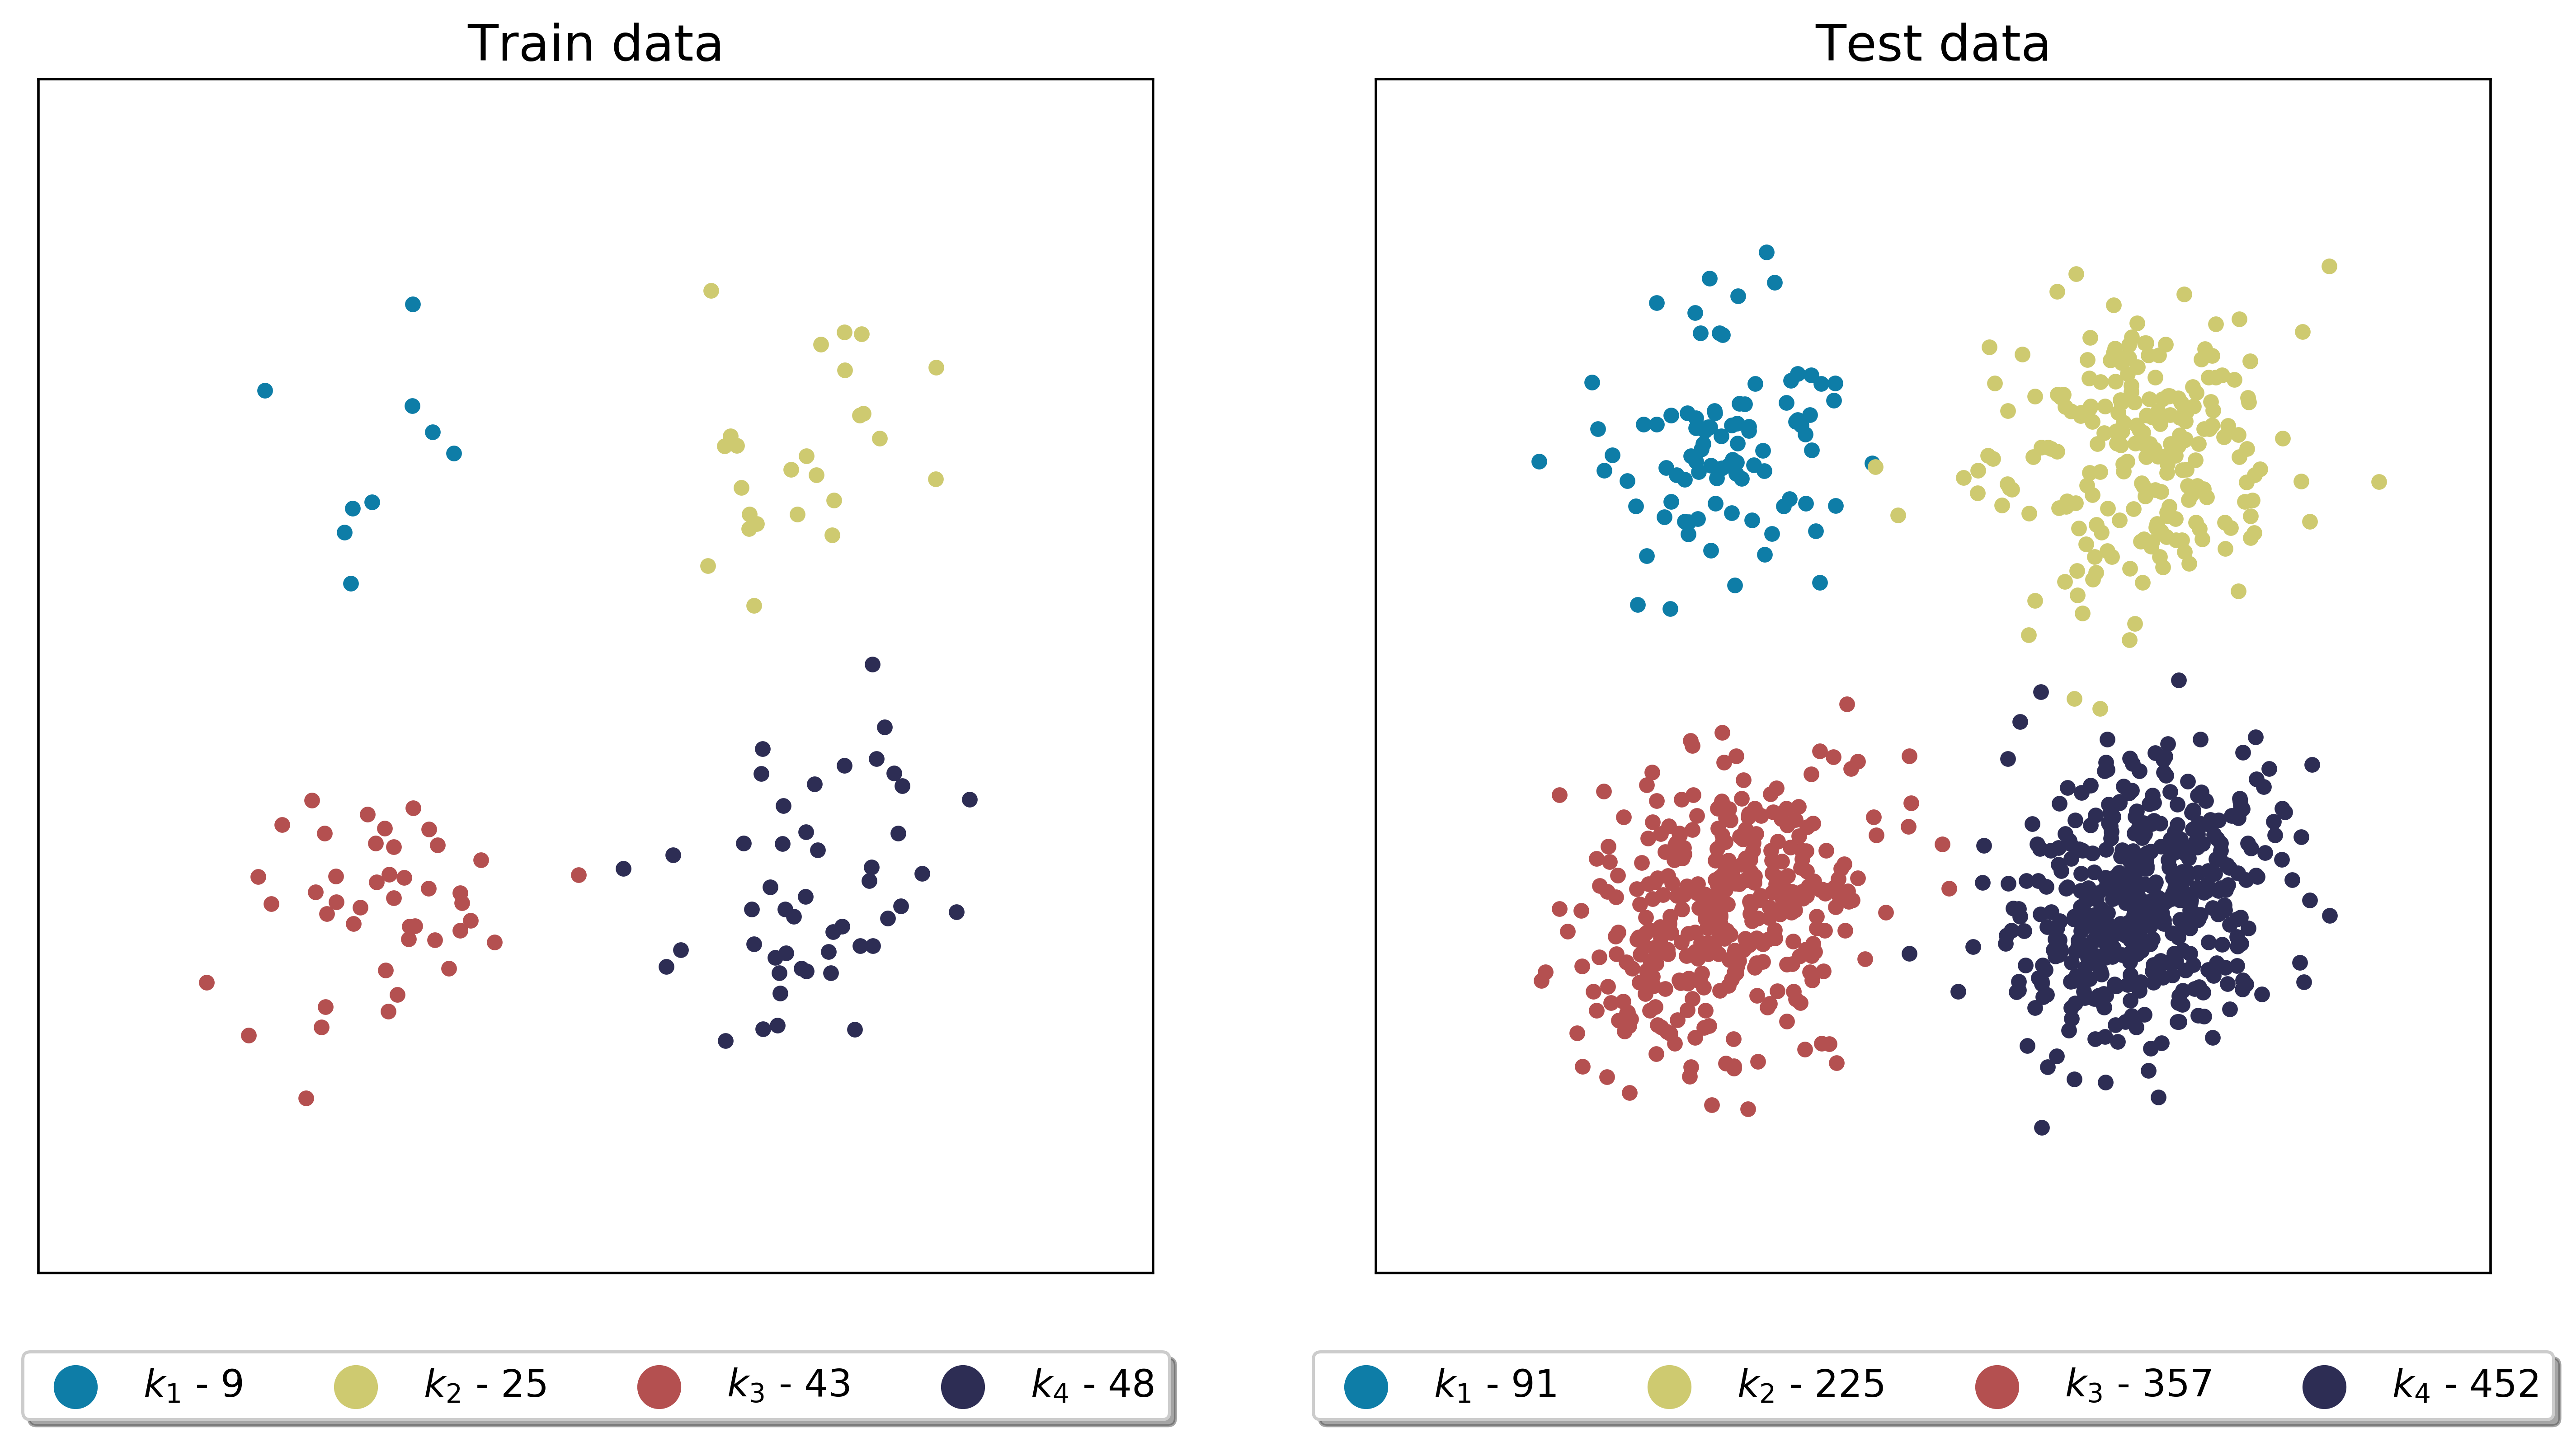 Train data
Test data
k₁ - 9 k₂ - 25 k₃ - 43 k₄ - 48
k₁ - 91 k₂ - 225 k₃ - 357 k₄ - 452